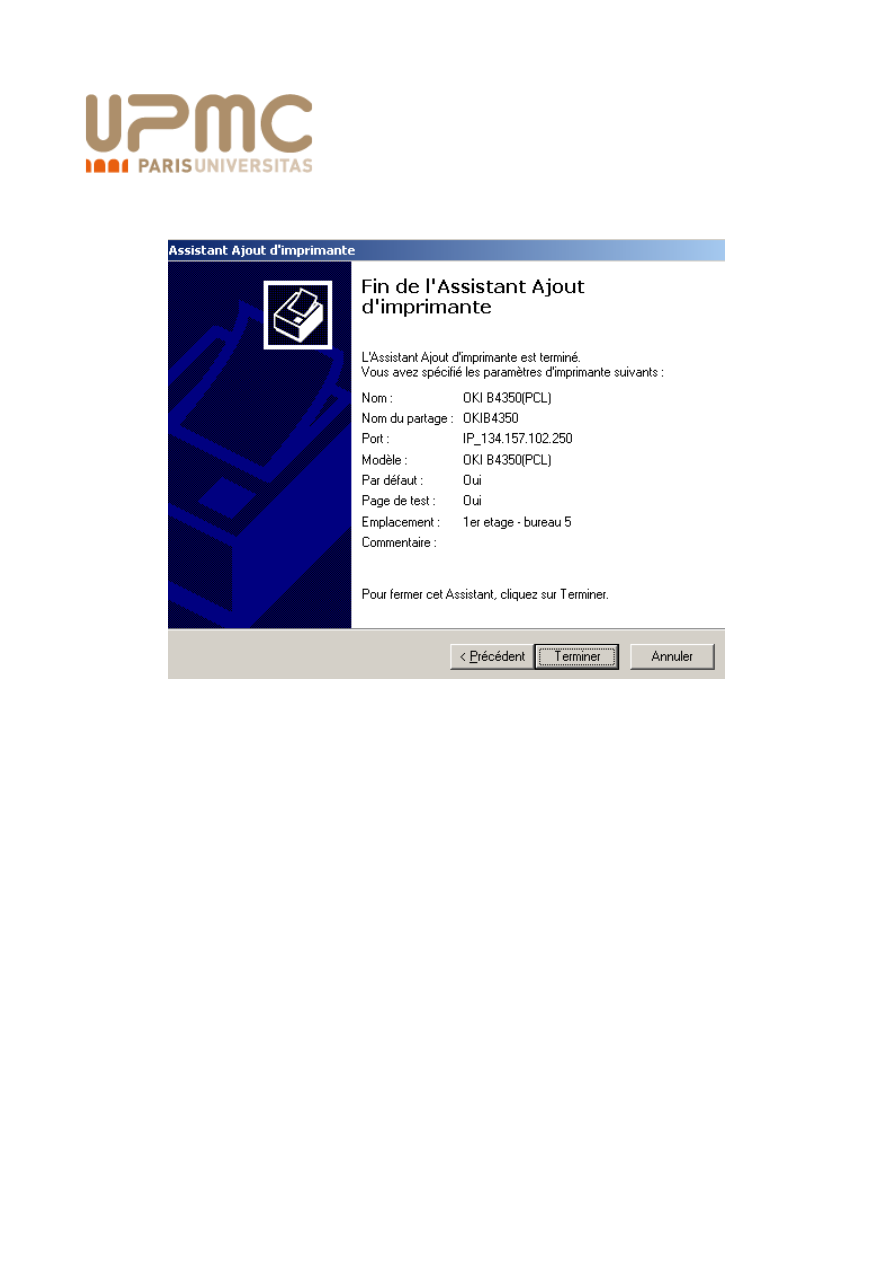 UPMC
PARISUNIVERSITAS
Assistant Ajout d'imprimante
Fin de l'Assistant Ajout
d'imprimante
L'Assistant Ajout d'imprimante est terminé.
Vous avez spécifié les paramètres d'imprimante suivants :
Nom : OKI B4350(PCL)
Nom du partage : OKIB4350
Port : IP_134.157.102.250
Modèle : OKI B4350(PCL)
Par défaut : Oui
Page de test : Oui
Emplacement : 1er etage - bureau 5
Commentaire :
Pour fermer cet Assistant, cliquez sur Terminer.
< Précédent Terminer Annuler